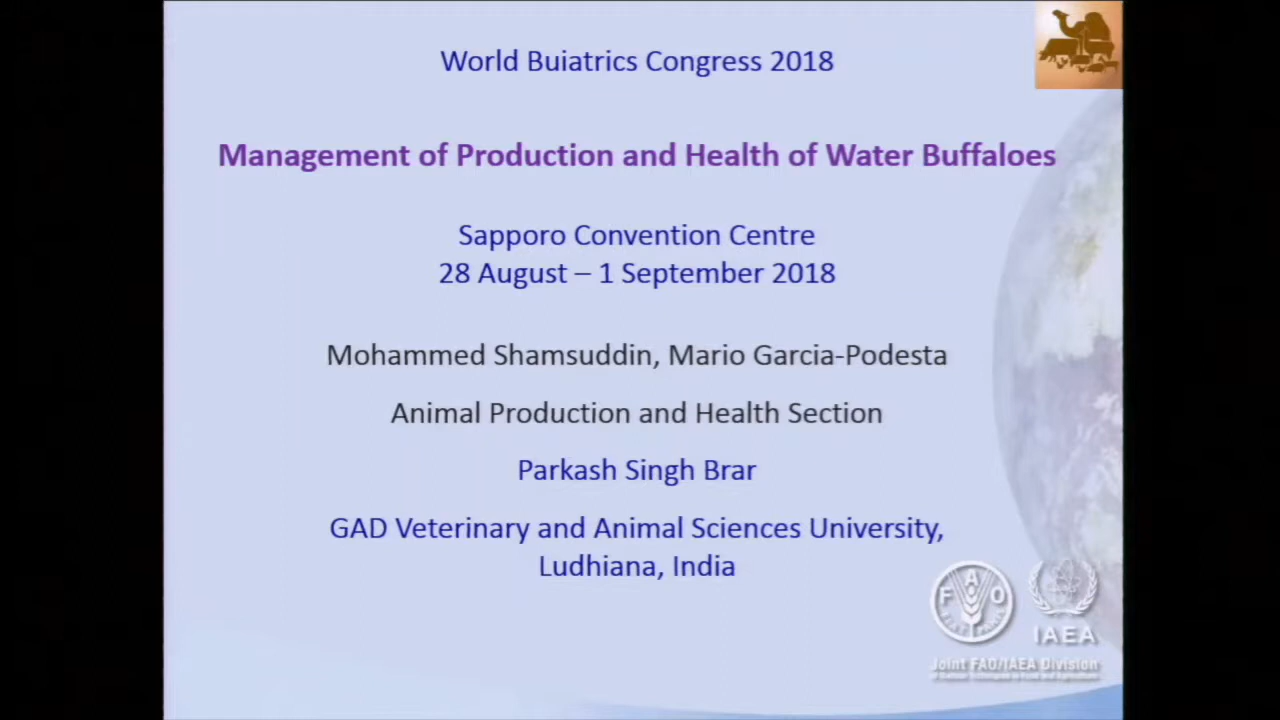 World Buiatrics Congress 2018
Management of Production and Health of Water Buffaloes
Sapporo Convention Centre
28 August – 1 September 2018
Mohammed Shamsuddin, Mario Garcia-Podesta
Animal Production and Health Section
Parkash Singh Brar
GAD Veterinary and Animal Sciences University,
Ludhiana, India
F A O
IAEA
Joint FAO/IAEA Division